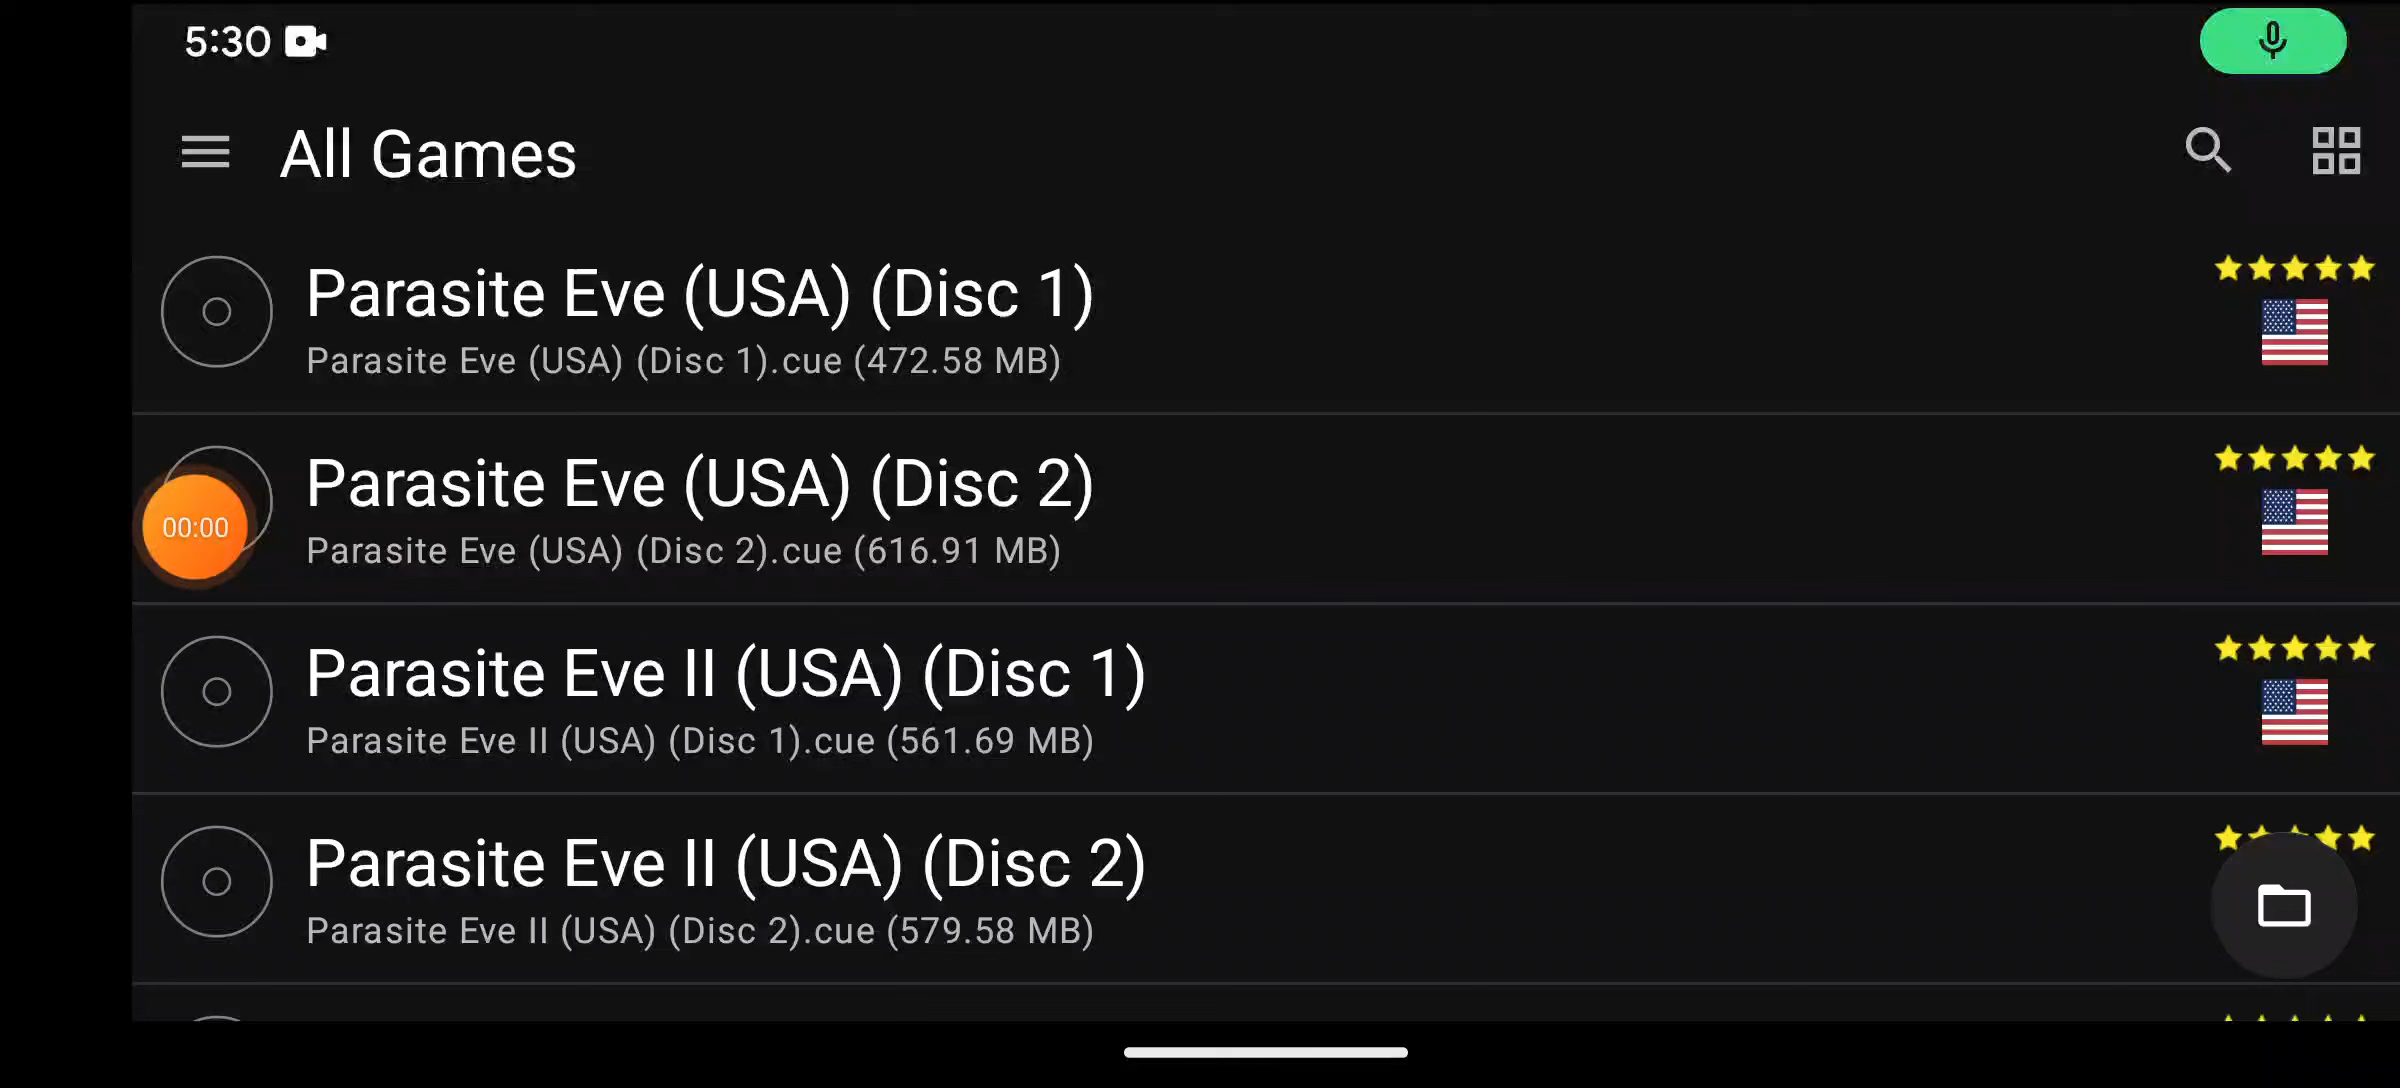 5:30
All Games
Parasite Eve (USA) (Disc 1)
Parasite Eve (USA) (Disc 1).cue (472.58 MB)
Parasite Eve (USA) (Disc 2)
00:00
Parasite Eve (USA) (Disc 2).cue (616.91 MB)
Parasite Eve II (USA) (Disc 1)
Parasite Eve II (USA) (Disc 1).cue (561.69 MB)
Parasite Eve II (USA) (Disc 2)
Parasite Eve II (USA) (Disc 2).cue (579.58 MB)